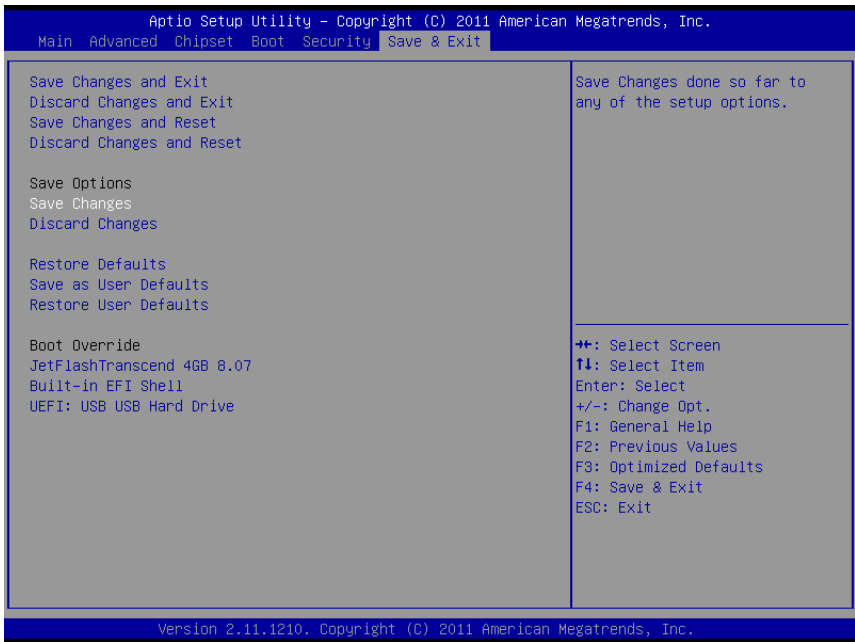 Aptio Setup Utility – Copyright (C) 2011 American Megatrends, Inc.
Main Advanced Chipset Boot Security Save & Exit
Save Changes and Exit
Discard Changes and Exit
Save Changes and Reset
Discard Changes and Reset
Save Options
Save Changes
Discard Changes
Restore Defaults
Save as User Defaults
Restore User Defaults
Boot Override
JetFlashTranscend 4GB 8.07
Built-in EFI Shell
UEFI: USB USB Hard Drive
Save Changes done so far to
any of the setup options.
→←: Select Screen
↑↓: Select Item
Enter: Select
+/-: Change Opt.
F1: General Help
F2: Previous Values
F3: Optimized Defaults
F4: Save & Exit
ESC: Exit
Version 2.11.1210. Copyright (C) 2011 American Megatrends, Inc.